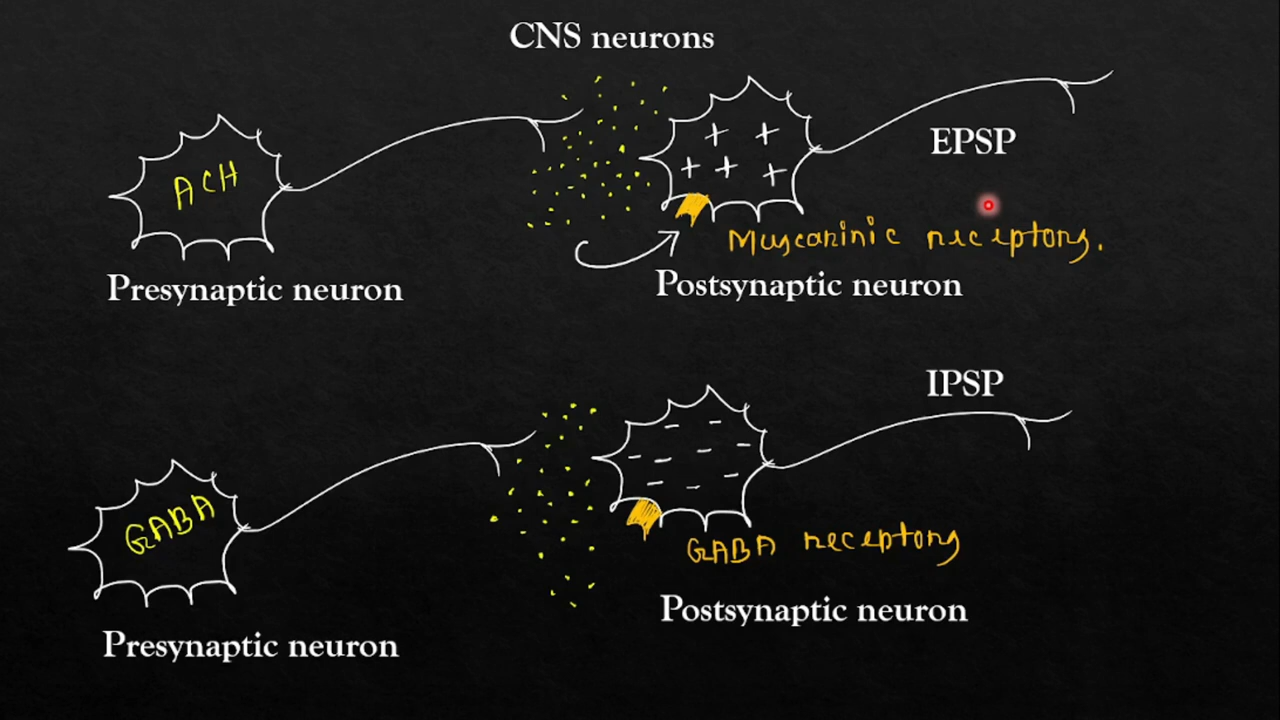 CNS neurons
ACH
EPSP
Muscarinic receptors.
Presynaptic neuron
Postsynaptic neuron
IPSP
GABA
GABA receptors
Postsynaptic neuron
Presynaptic neuron